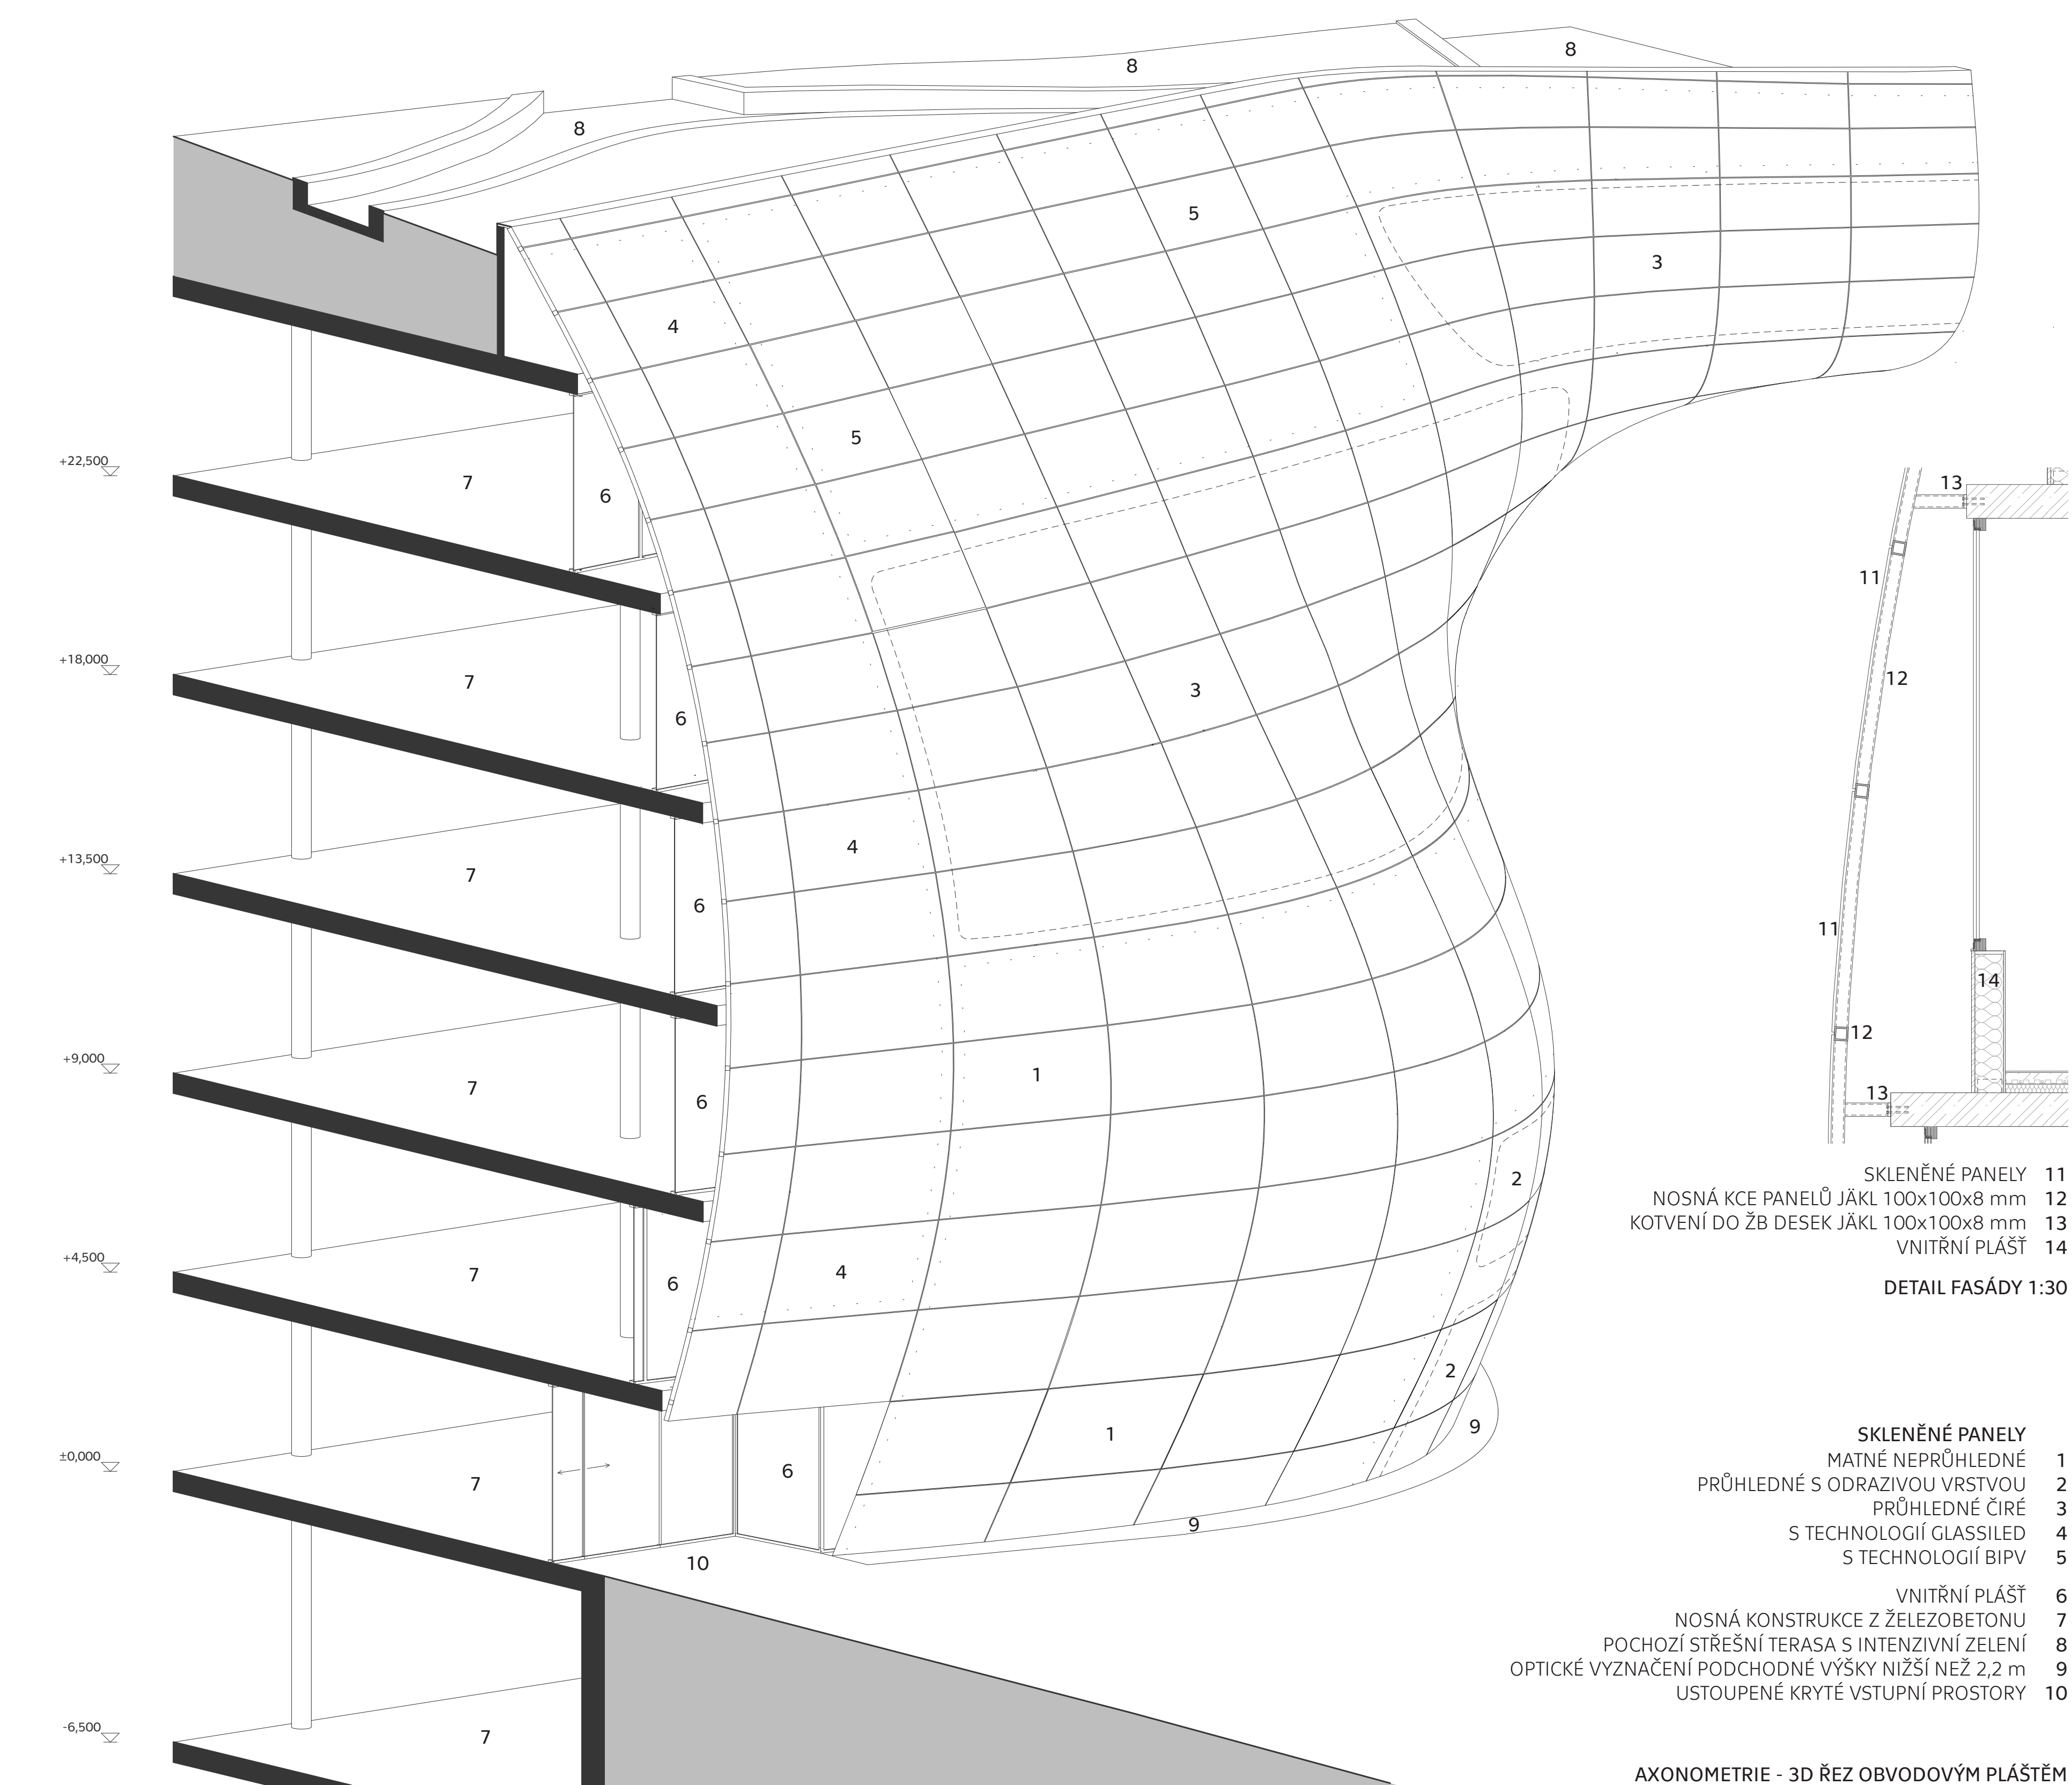 8
8
8
5
3
4
5
+22,500
7
6
13
11
+18,000
7
6
3
12
+13,500
7
6
4
11
14
+9,000
7
6
1
12
13
2
+4,500
7
6
4
SKLENĚNÉ PANELY 11
NOSNÁ KCE PANELŮ JÄKL 100x100x8 mm 12
KOTVENÍ DO ŽB DESEK JÄKL 100x100x8 mm 13
VNITŘNÍ PLÁŠŤ 14
DETAIL FASÁDY 1:30
2
±0,000
7
6
1
9
9
10
SKLENĚNÉ PANELY
MATNÉ NEPRŮHLEDNÉ 1
PRŮHLEDNÉ S ODRAZIVOU VRSTVOU 2
PRŮHLEDNÉ ČIRÉ 3
S TECHNOLOGIÍ GLASSILED 4
S TECHNOLOGIÍ BIPV 5
VNITŘNÍ PLÁŠŤ 6
NOSNÁ KONSTRUKCE Z ŽELEZOBETONU 7
POCHOZÍ STŘEŠNÍ TERASA S INTENZIVNÍ ZELENÍ 8
OPTICKÉ VYZNAČENÍ PODCHODNÉ VÝŠKY NIŽŠÍ NEŽ 2,2 m 9
USTOUPENÉ KRYTÉ VSTUPNÍ PROSTORY 10
-6,500
7
AXONOMETRIE - 3D ŘEZ OBVODOVÝM PLÁŠTĚM